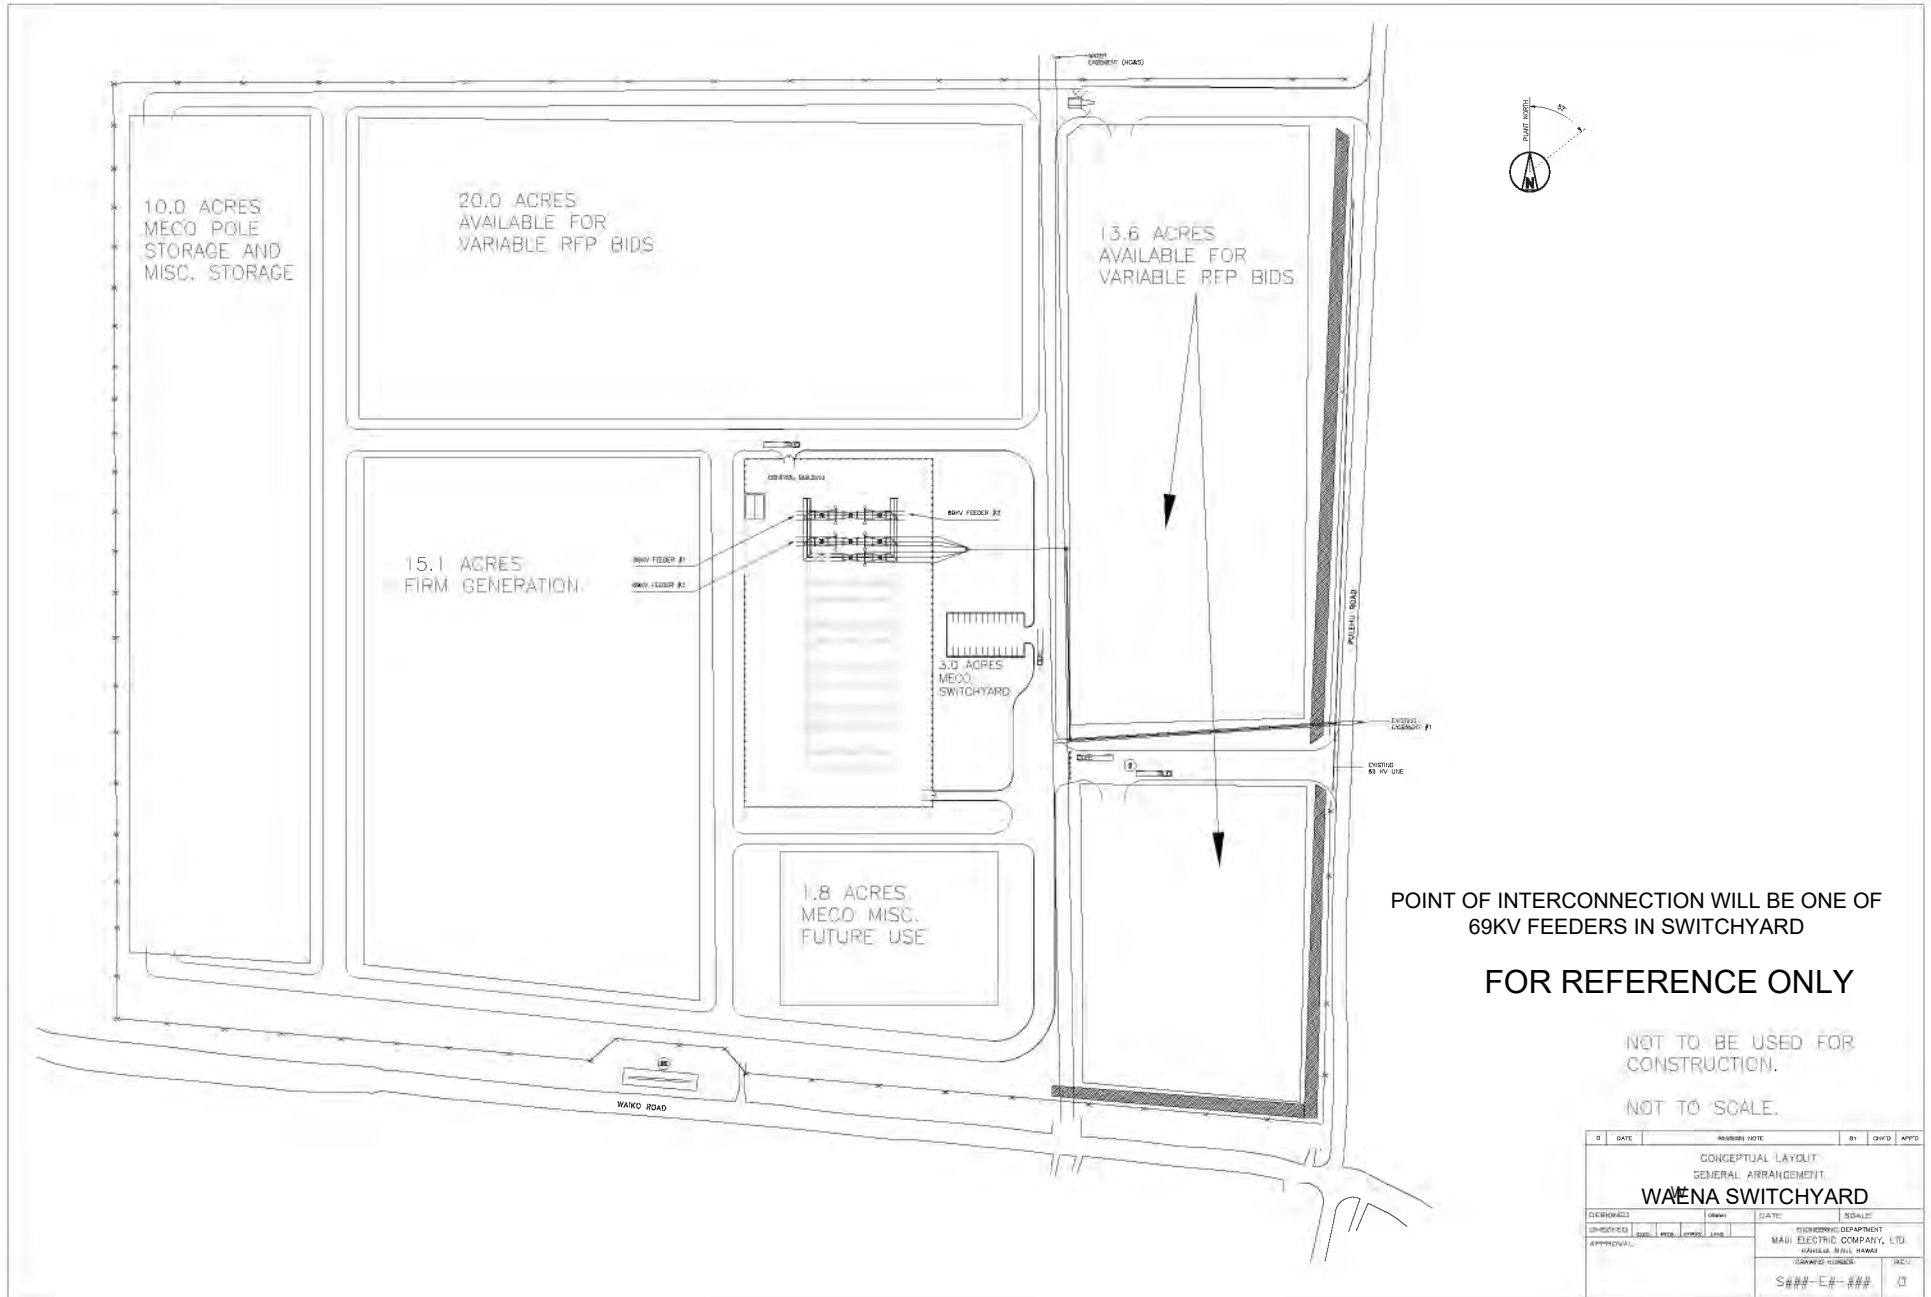 WATER
EASEMENT (HC&S)
PLANT NORTH
N
10.0 ACRES
MECO POLE
STORAGE AND
MISC. STORAGE
20.0 ACRES
AVAILABLE FOR
VARIABLE RFP BIDS
13.6 ACRES
AVAILABLE FOR
VARIABLE RFP BIDS
CONTROL BUILDING
69KV FEEDER #2
69KV FEEDER #1
69KV FEEDER #3
15.1 ACRES
FIRM GENERATION
3.0 ACRES
MECO
SWITCHYARD
PULEHU ROAD
EXISTING
EASEMENT #1
EXISTING
69 KV LINE
1.8 ACRES
MECO MISC.
FUTURE USE
WAIKO ROAD
POINT OF INTERCONNECTION WILL BE ONE OF
69KV FEEDERS IN SWITCHYARD
FOR REFERENCE ONLY
NOT TO BE USED FOR
CONSTRUCTION.
NOT TO SCALE.
0 DATE REVISION NOTE BY CHK'D APP'D
CONCEPTUAL LAYOUT
GENERAL ARRANGEMENT
WAENA SWITCHYARD
DESIGNED DRAWN DATE SCALE
CHECKED
APPROVAL
ENGINEERING DEPARTMENT
MAUI ELECTRIC COMPANY, LTD.
KAHULUI, MAUI, HAWAII
DRAWING NUMBER REV.
S###-E#-### 0